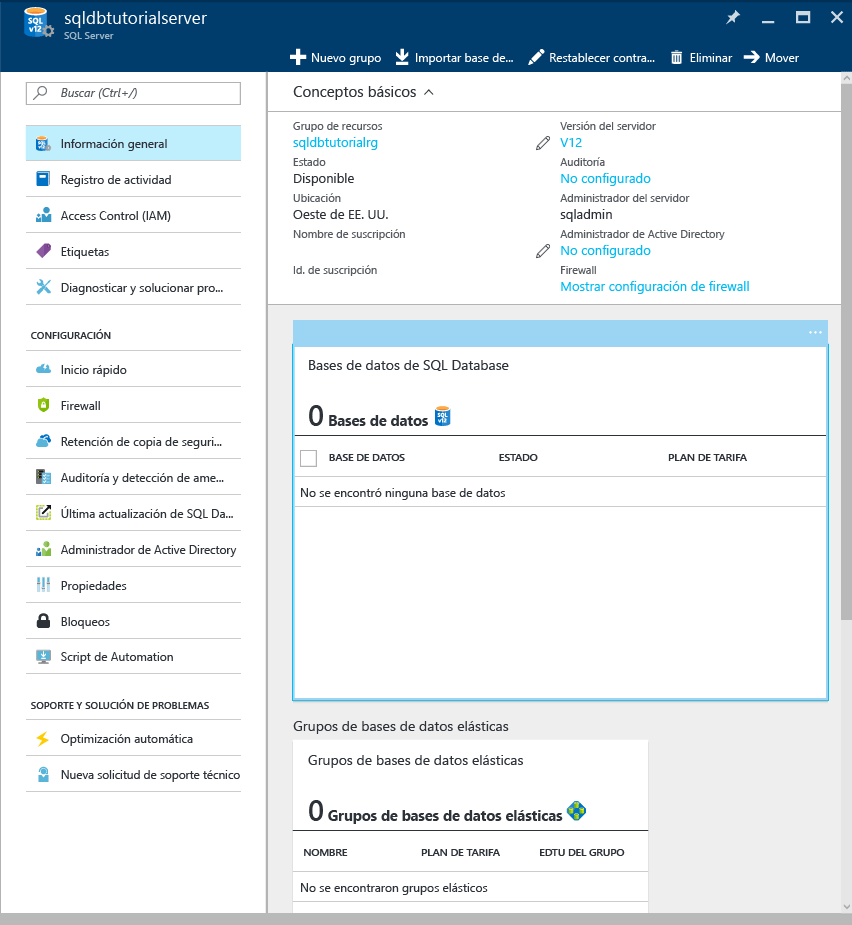 sqldbtutorialserver
SQL Server
Nuevo grupo
Importar base de...
Restablecer contra...
Eliminar
Mover
Buscar (Ctrl+/)
Información general
Registro de actividad
Access Control (IAM)
Etiquetas
Diagnosticar y solucionar pro...
CONFIGURACIÓN
Inicio rápido
Firewall
Retención de copia de seguri...
Auditoría y detección de ame...
Última actualización de SQL Da...
Administrador de Active Directory
Propiedades
Bloqueos
Script de Automation
SOPORTE Y SOLUCIÓN DE PROBLEMAS
Optimización automática
Nueva solicitud de soporte técnico
Conceptos básicos
Grupo de recursos
sqldbtutorialrg
Estado
Disponible
Ubicación
Oeste de EE. UU.
Nombre de suscripción
Id. de suscripción
Versión del servidor
V12
Auditoría
No configurado
Administrador del servidor
sqladmin
Administrador de Active Directory
No configurado
Firewall
Mostrar configuración de firewall
...
Bases de datos de SQL Database
0 Bases de datos
BASE DE DATOS ESTADO PLAN DE TARIFA
No se encontró ninguna base de datos
Grupos de bases de datos elásticas
Grupos de bases de datos elásticas
0 Grupos de bases de datos elásticas
NOMBRE PLAN DE TARIFA EDTU DEL GRUPO
No se encontraron grupos elásticos